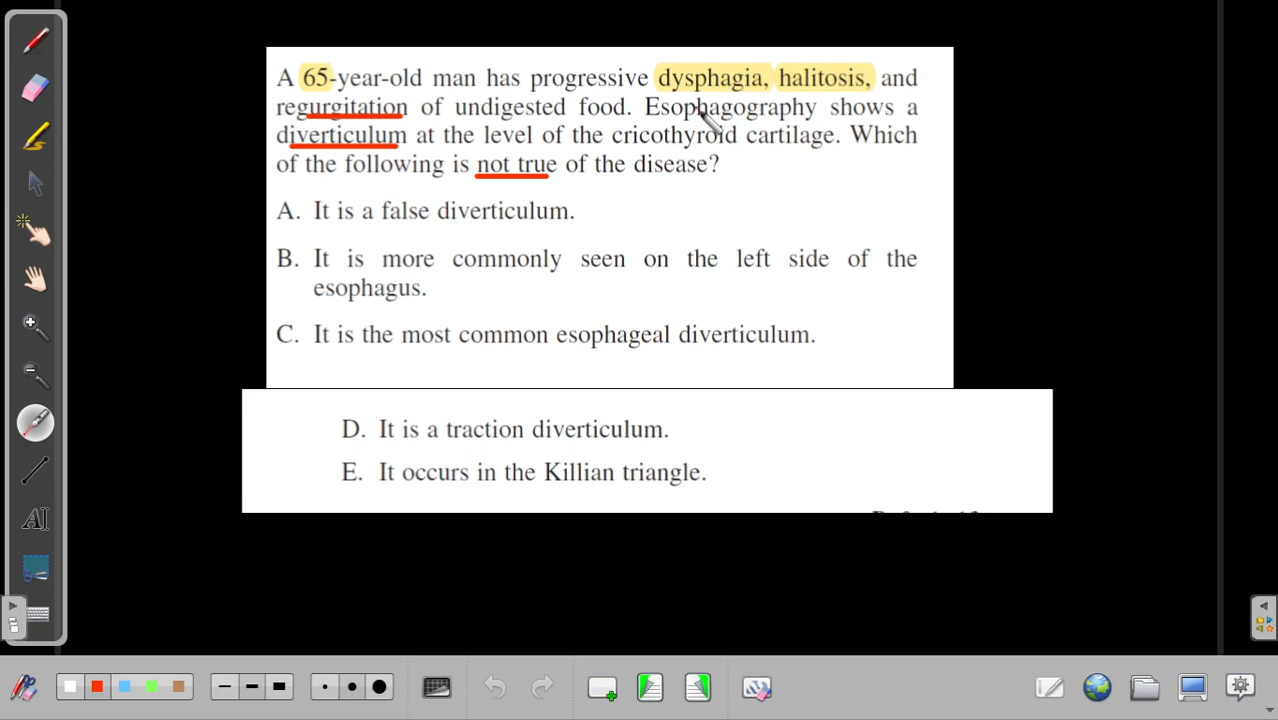 A 65-year-old man has progressive dysphagia, halitosis, and
regurgitation of undigested food. Esophagography shows a
diverticulum at the level of the cricothyroid cartilage. Which
of the following is not true of the disease?
A. It is a false diverticulum.
B. It is more commonly seen on the left side of the
esophagus.
C. It is the most common esophageal diverticulum.
D. It is a traction diverticulum.
E. It occurs in the Killian triangle.
AI